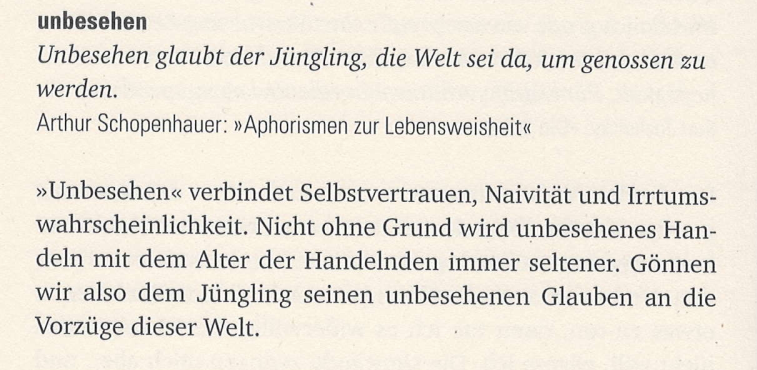 unbesehen
Unbesehen glaubt der Jüngling, die Welt sei da, um genossen zu
werden.
Arthur Schopenhauer: »Aphorismen zur Lebensweisheit«
»Unbesehen« verbindet Selbstvertrauen, Naivität und Irrtums-
wahrscheinlichkeit. Nicht ohne Grund wird unbesehenes Han-
deln mit dem Alter der Handelnden immer seltener. Gönnen
wir also dem Jüngling seinen unbesehenen Glauben an die
Vorzüge dieser Welt.